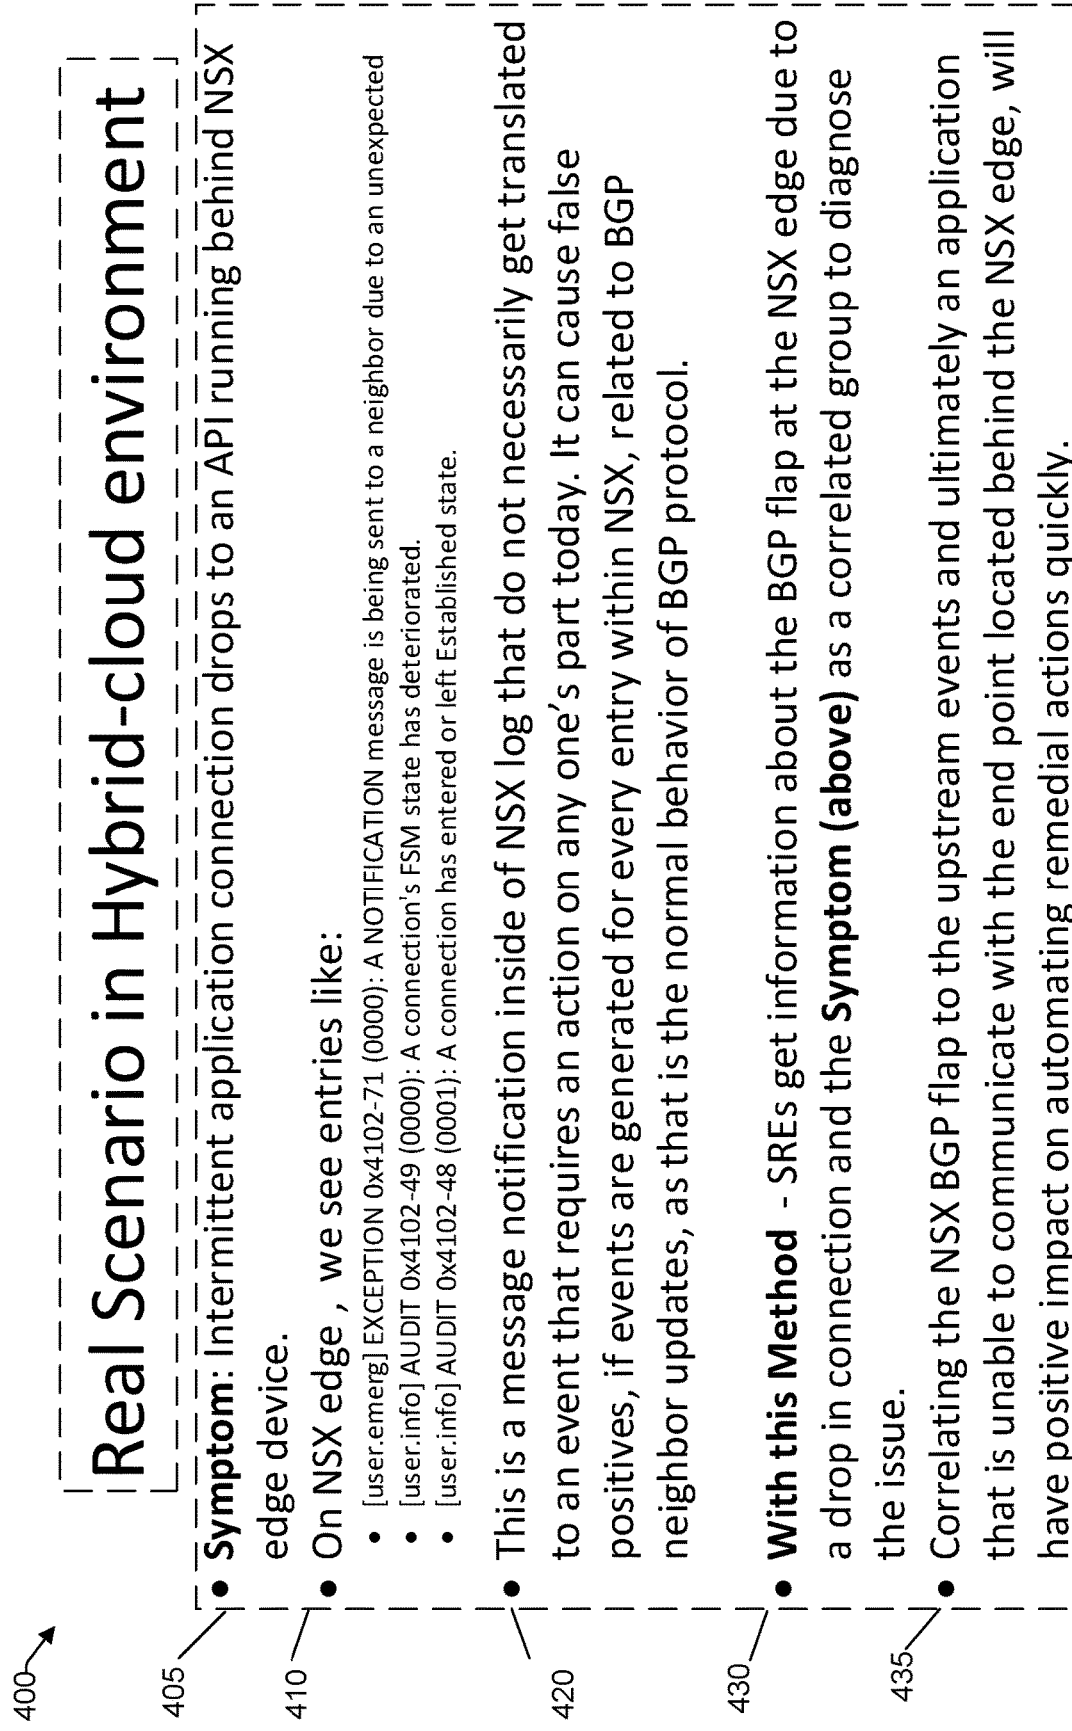 400
Real Scenario in Hybrid-cloud environment
405
• Symptom: Intermittent application connection drops to an API running behind NSX
edge device.
410
• On NSX edge , we see entries like:
• [user.emerg] EXCEPTION 0x4102-71 (0000): A NOTIFICATION message is being sent to a neighbor due to an unexpected
• [user.info] AUDIT 0x4102-49 (0000): A connection's FSM state has deteriorated.
• [user.info] AUDIT 0x4102-48 (0001): A connection has entered or left Established state.
420
• This is a message notification inside of NSX log that do not necessarily get translated
to an event that requires an action on any one’s part today. It can cause false
positives, if events are generated for every entry within NSX, related to BGP
neighbor updates, as that is the normal behavior of BGP protocol.
430
• With this Method - SREs get information about the BGP flap at the NSX edge due to
a drop in connection and the Symptom (above) as a correlated group to diagnose
the issue.
435
• Correlating the NSX BGP flap to the upstream events and ultimately an application
that is unable to communicate with the end point located behind the NSX edge, will
have positive impact on automating remedial actions quickly.